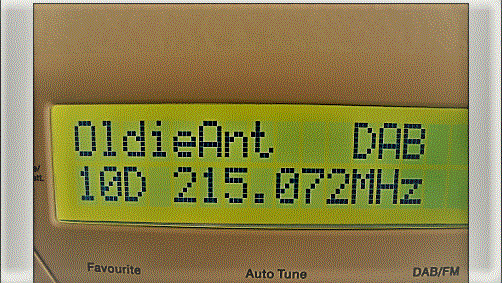 OldieAnt DAB
10D 215.072MHz
Favourite Auto Tune DAB/FM